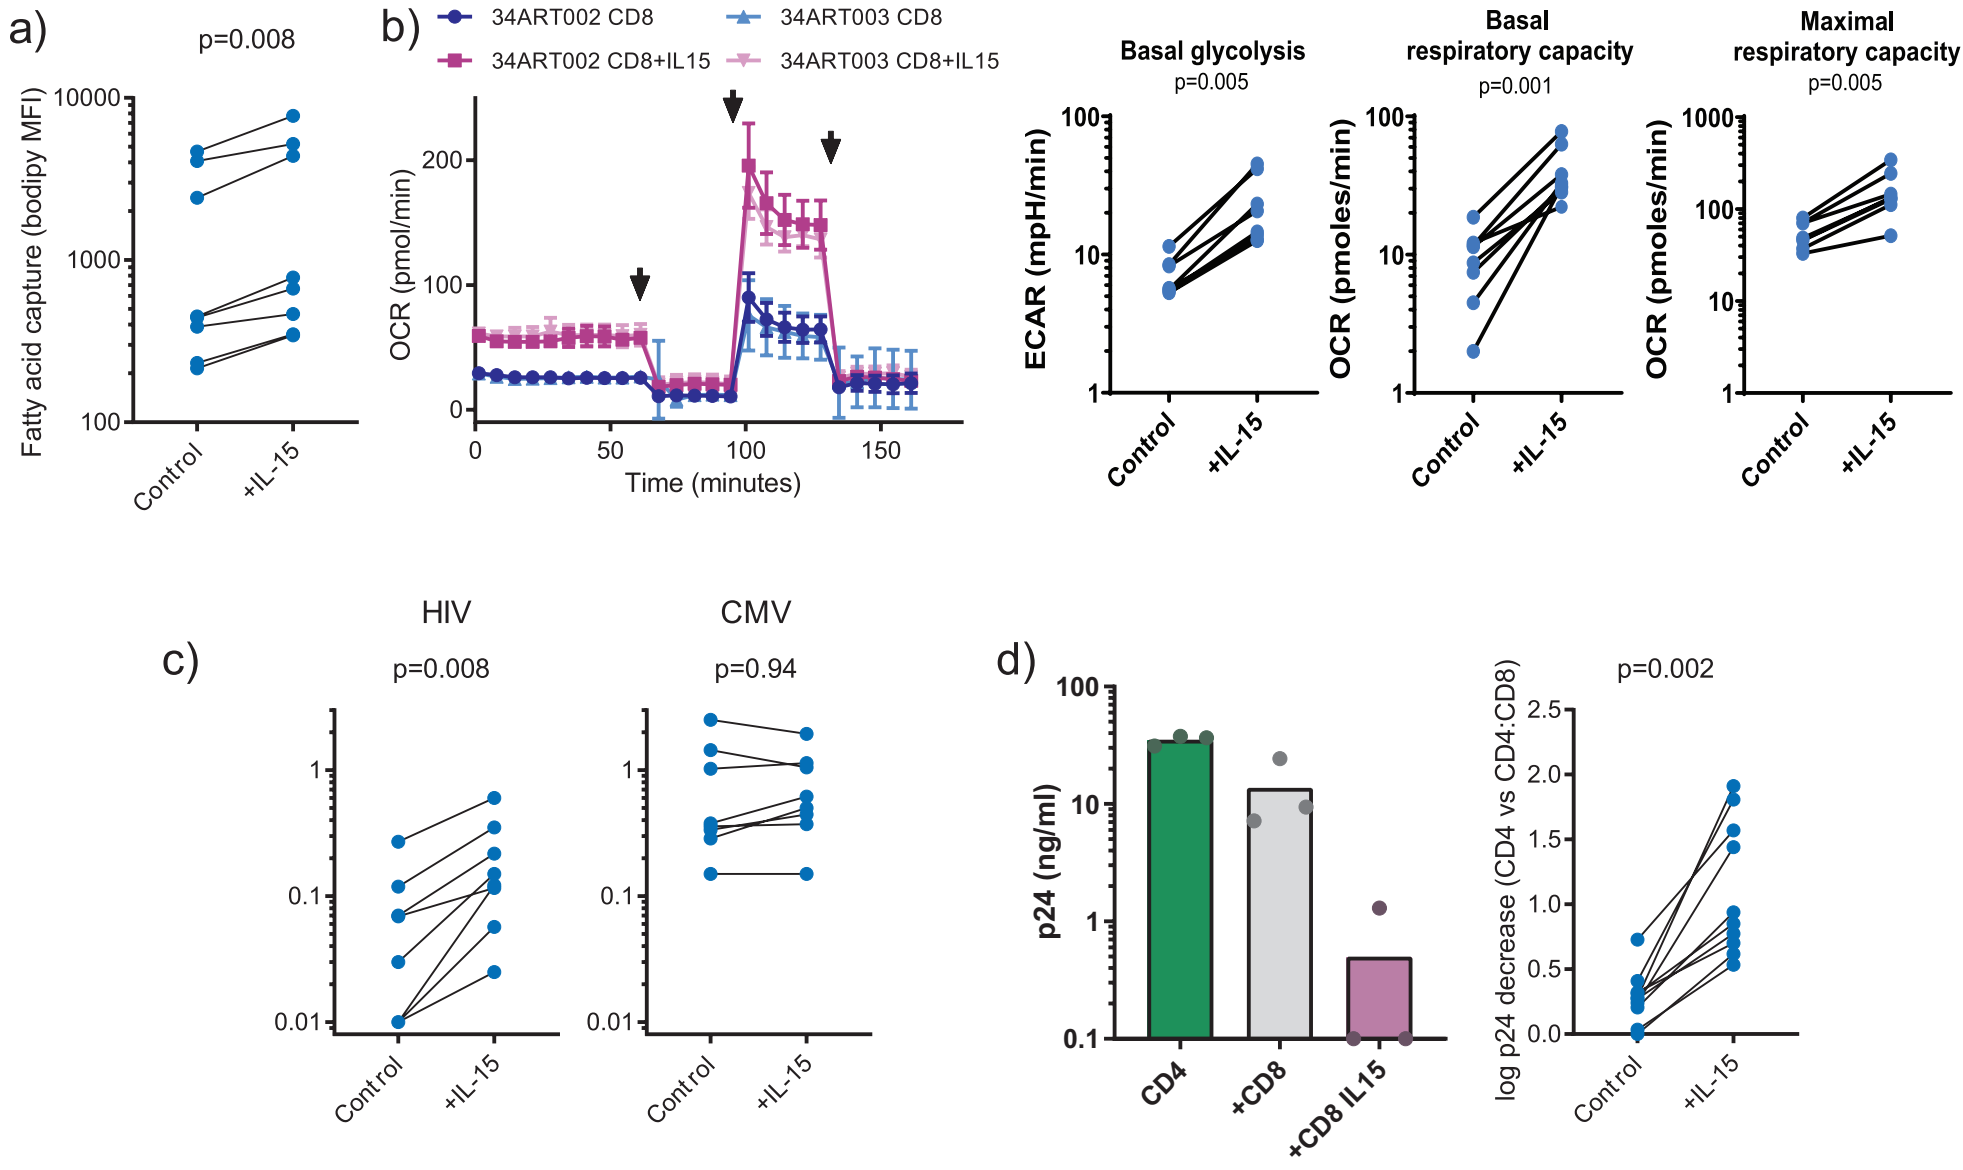 a)
p=0.008
Fatty acid capture (bodipy MFI)
10000
1000
100
Control
+IL-15
b)
34ART002 CD8
34ART003 CD8
34ART002 CD8+IL15
34ART003 CD8+IL15
OCR (pmol/min)
200
100
0
0
50
100
150
Time (minutes)
Basal glycolysis
p=0.005
ECAR (mpH/min)
100
10
1
Control
+IL-15
Basal
respiratory capacity
p=0.001
OCR (pmoles/min)
100
10
1
Control
+IL-15
Maximal
respiratory capacity
p=0.005
OCR (pmoles/min)
1000
100
10
1
Control
+IL-15
c)
HIV
p=0.008
1
0.1
0.01
Control
+IL-15
CMV
p=0.94
1
0.1
0.01
Control
+IL-15
d)
p24 (ng/ml)
100
10
1
0.1
CD4
+CD8
+CD8 IL15
p=0.002
log p24 decrease (CD4 vs CD4:CD8)
2.5
2.0
1.5
1.0
0.5
0.0
Control
+IL-15